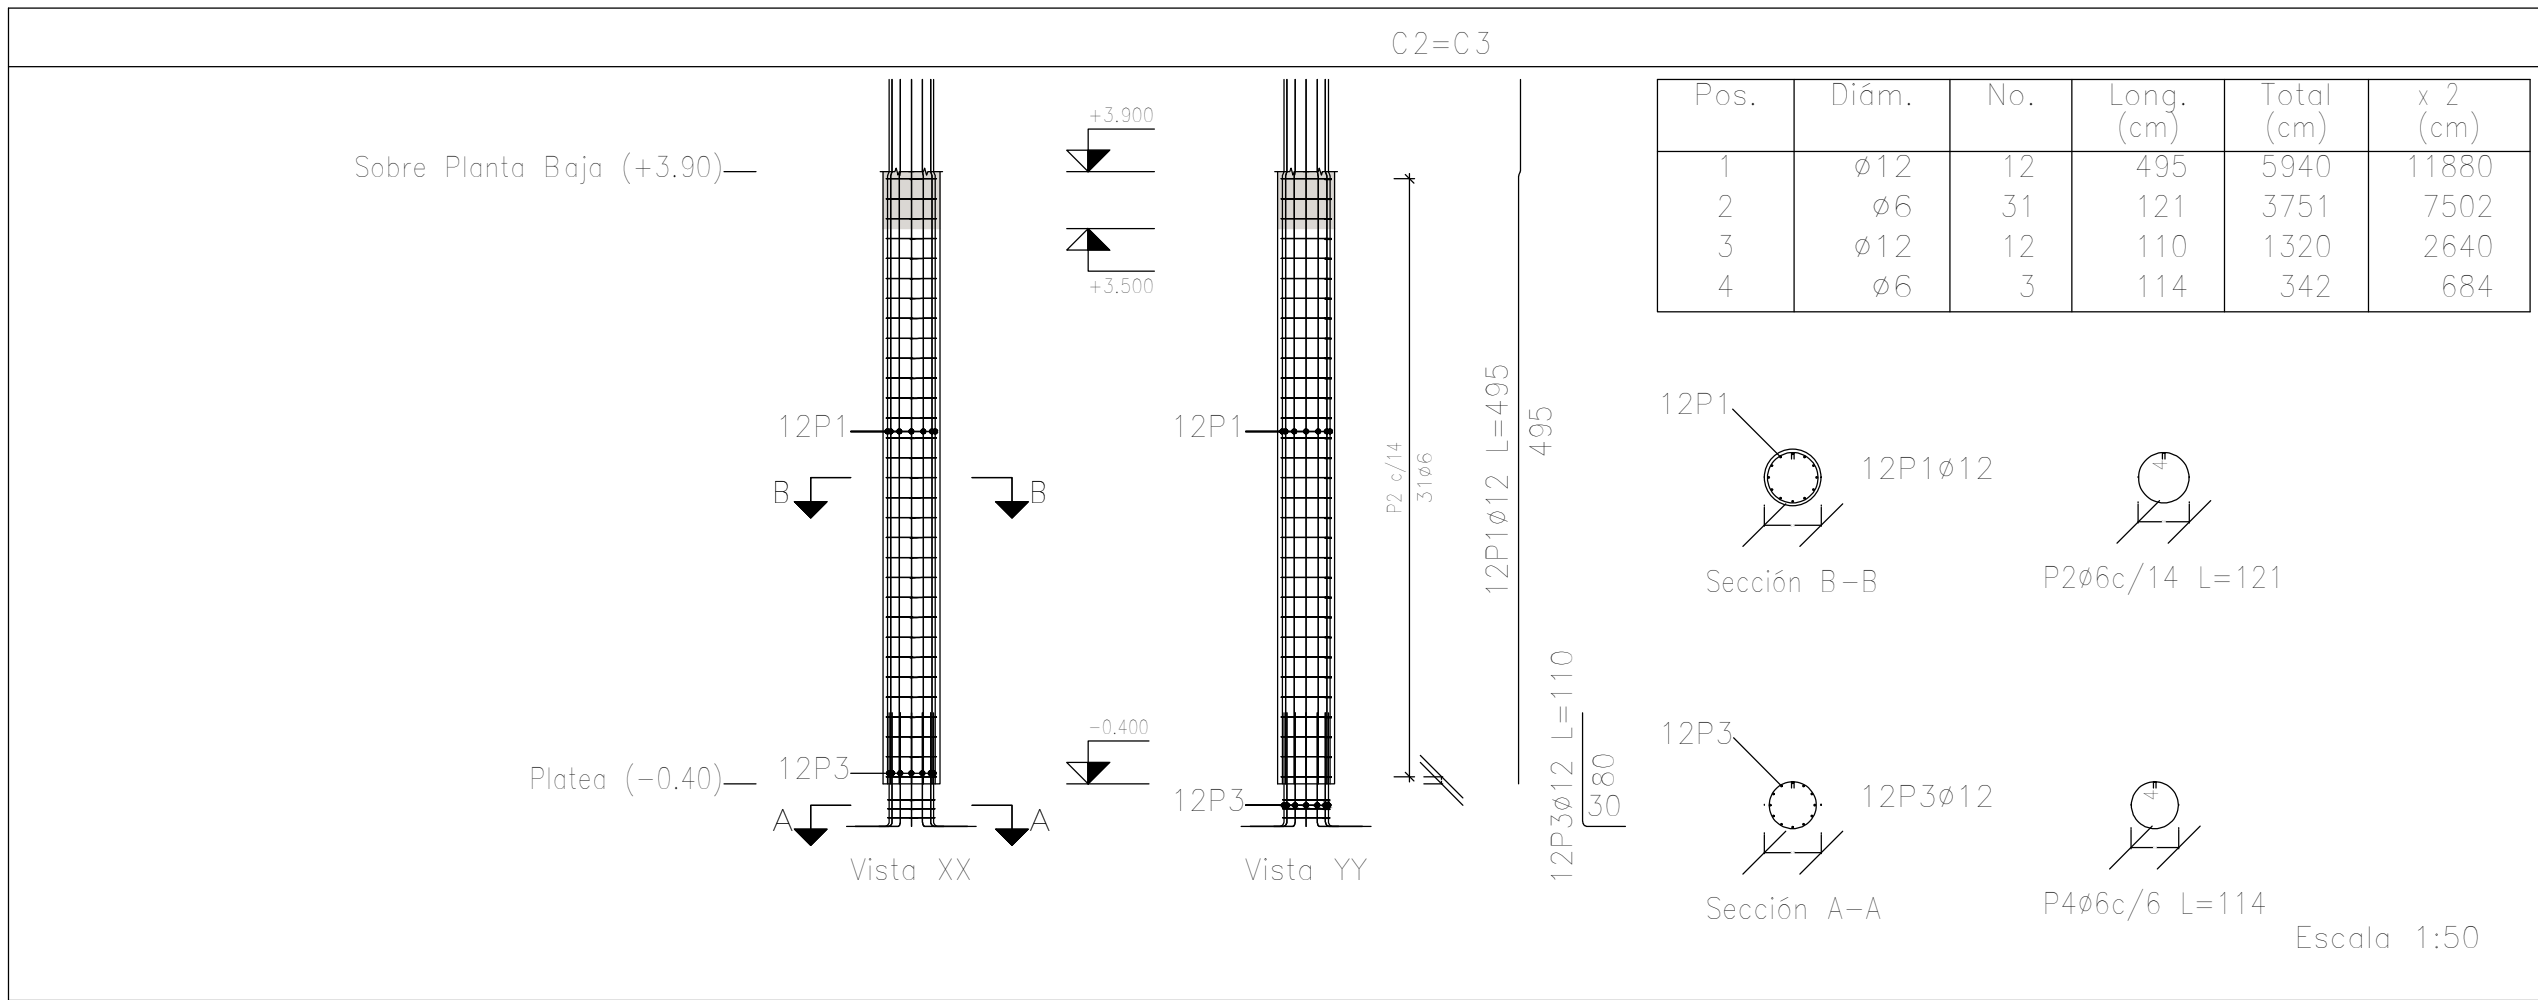 C2=C3
Pos. Diám. No. Long. (cm) Total (cm) x 2 (cm)
1 ø12 12 495 5940 11880
2 ø6 31 121 3751 7502
3 ø12 12 110 1320 2640
4 ø6 3 114 342 684
+3.900
Sobre Planta Baja (+3.90)
+3.500
12P1
12P1
B
B
P2 c/14
31ø6
12P1ø12 L=495
495
12P1
12P1ø12
4
Sección B-B
P2ø6c/14 L=121
-0.400
Platea (-0.40)
12P3
12P3
A
A
Vista XX
Vista YY
12P3ø12 L=110
80
30
12P3
12P3ø12
4
Sección A-A
P4ø6c/6 L=114
Escala 1:50